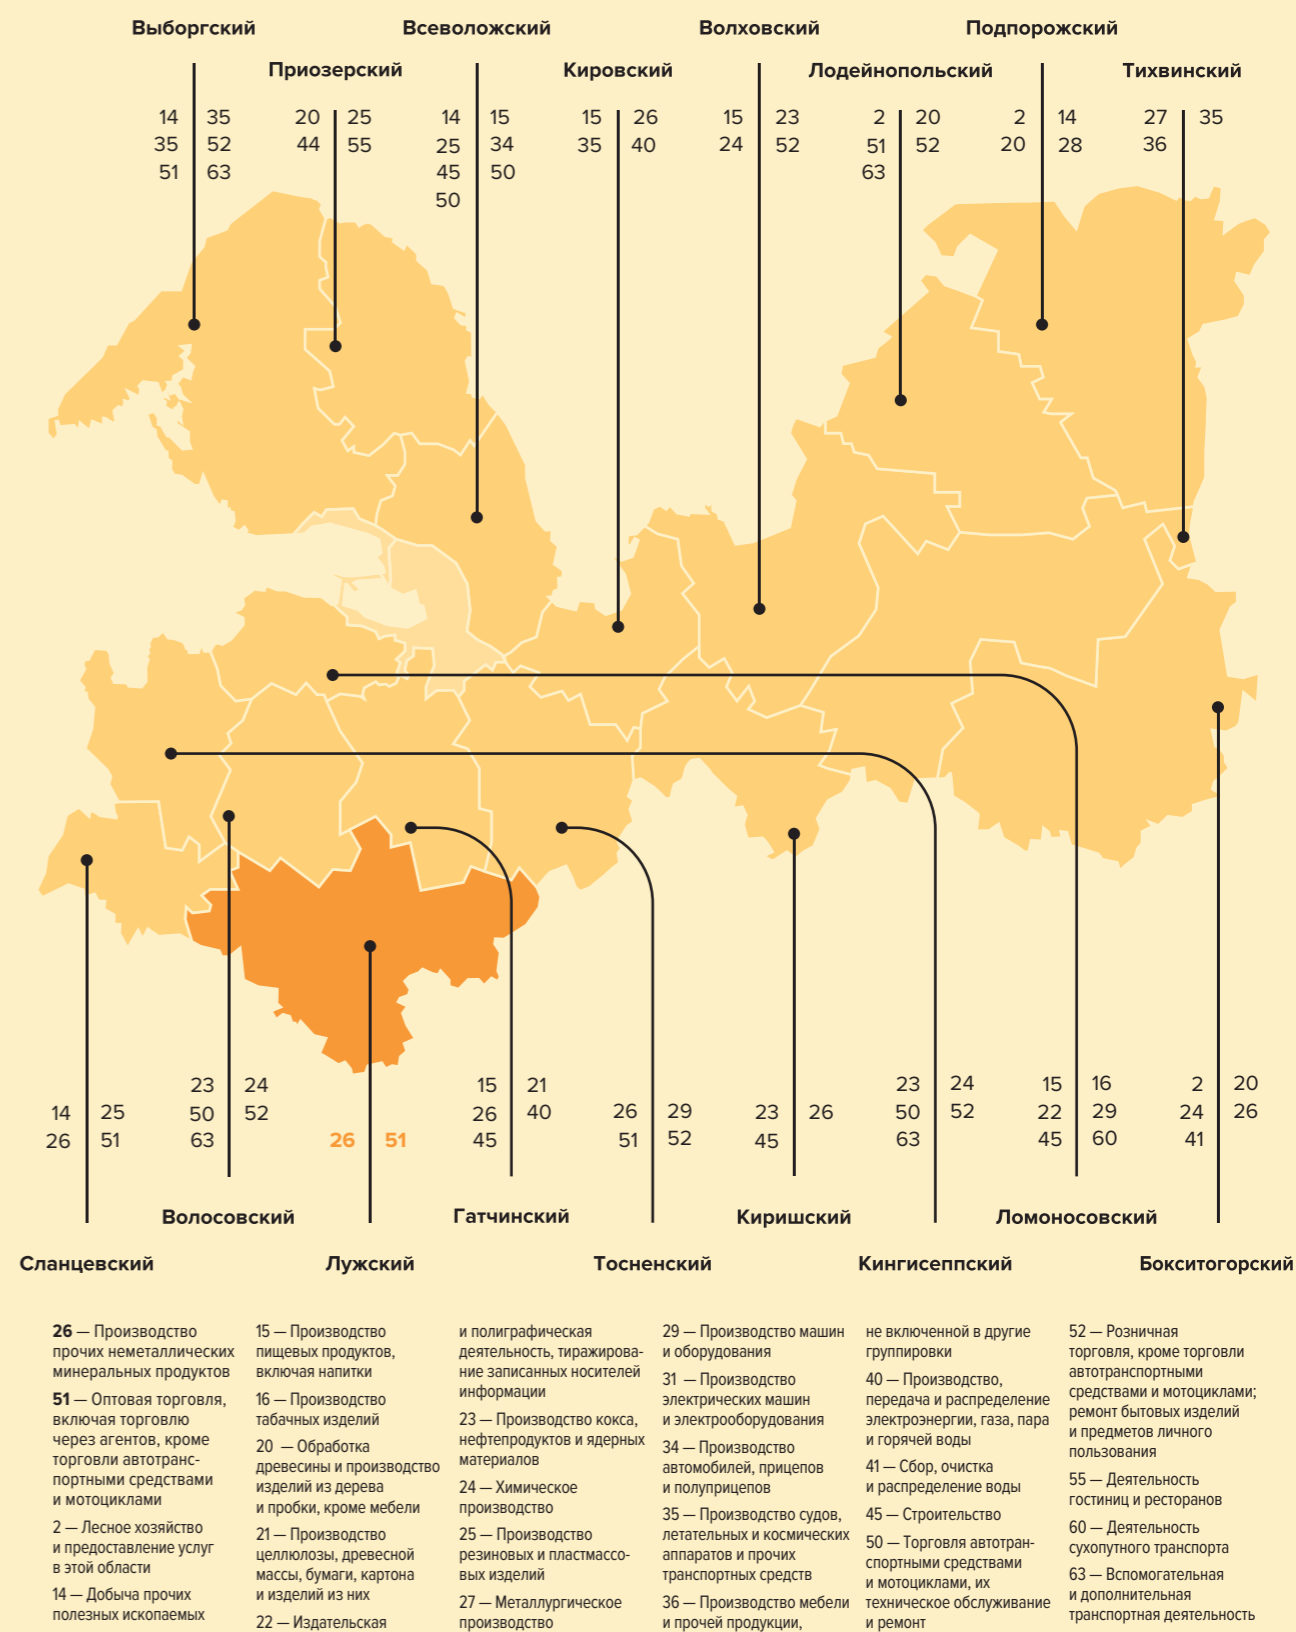 Выборгский
Всеволожский
Волховский
Подпорожский
Приозерский
Кировский
Лодейнопольский
Тихвинский
14 35
35 52
51 63
20 25
44 55
14 15
25 34
45 50
50
15 26
35 40
15 23
24 52
2 20
51 52
63
2 14
20 28
27 35
36
14 25
26 51
23 24
50 52
63
26 51
15 21
26 40
45
26 29
51 52
23 26
45
23 24
50 52
63
15 16
22 29
45 60
2 20
24 26
41
Волосовский
Гатчинский
Киришский
Ломоносовский
Сланцевский
Лужский
Тосненский
Кингисеппский
Бокситогорский
26 — Производство
прочих неметаллических
минеральных продуктов
51 — Оптовая торговля,
включая торговлю
через агентов, кроме
торговли автотранс-
портными средствами
и мотоциклами
2 — Лесное хозяйство
и предоставление услуг
в этой области
14 — Добыча прочих
полезных ископаемых
15 — Производство
пищевых продуктов,
включая напитки
16 — Производство
табачных изделий
20 — Обработка
древесины и производство
изделий из дерева
и пробки, кроме мебели
21 — Производство
целлюлозы, древесной
массы, бумаги, картона
и изделий из них
22 — Издательская
и полиграфическая
деятельность, тиражирова-
ние записанных носителей
информации
23 — Производство кокса,
нефтепродуктов и ядерных
материалов
24 — Химическое
производство
25 — Производство
резиновых и пластмассо-
вых изделий
27 — Металлургическое
производство
29 — Производство машин
и оборудования
31 — Производство
электрических машин
и электрооборудования
34 — Производство
автомобилей, прицепов
и полуприцепов
35 — Производство судов,
летательных и космических
аппаратов и прочих
транспортных средств
36 — Производство мебели
и прочей продукции,
не включенной в другие
группировки
40 — Производство,
передача и распределение
электроэнергии, газа, пара
и горячей воды
41 — Сбор, очистка
и распределение воды
45 — Строительство
50 — Торговля автотран-
спортными средствами
и мотоциклами, их
техническое обслуживание
и ремонт
52 — Розничная
торговля, кроме торговли
автотранспортными
средствами и мотоциклами;
ремонт бытовых изделий
и предметов личного
пользования
55 — Деятельность
гостиниц и ресторанов
60 — Деятельность
сухопутного транспорта
63 — Вспомогательная
и дополнительная
транспортная деятельность